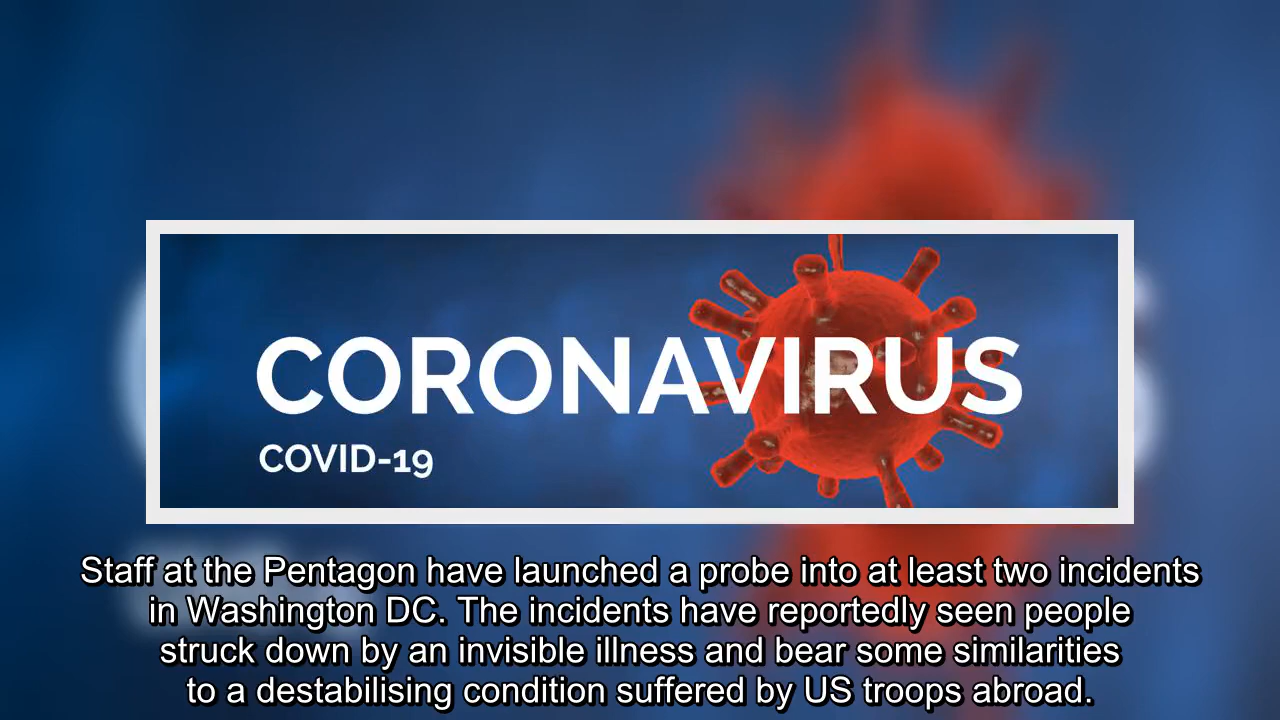 CORONAVIRUS
COVID-19
Staff at the Pentagon have launched a probe into at least two incidents
in Washington DC. The incidents have reportedly seen people
struck down by an invisible illness and bear some similarities
to a destabilising condition suffered by US troops abroad.